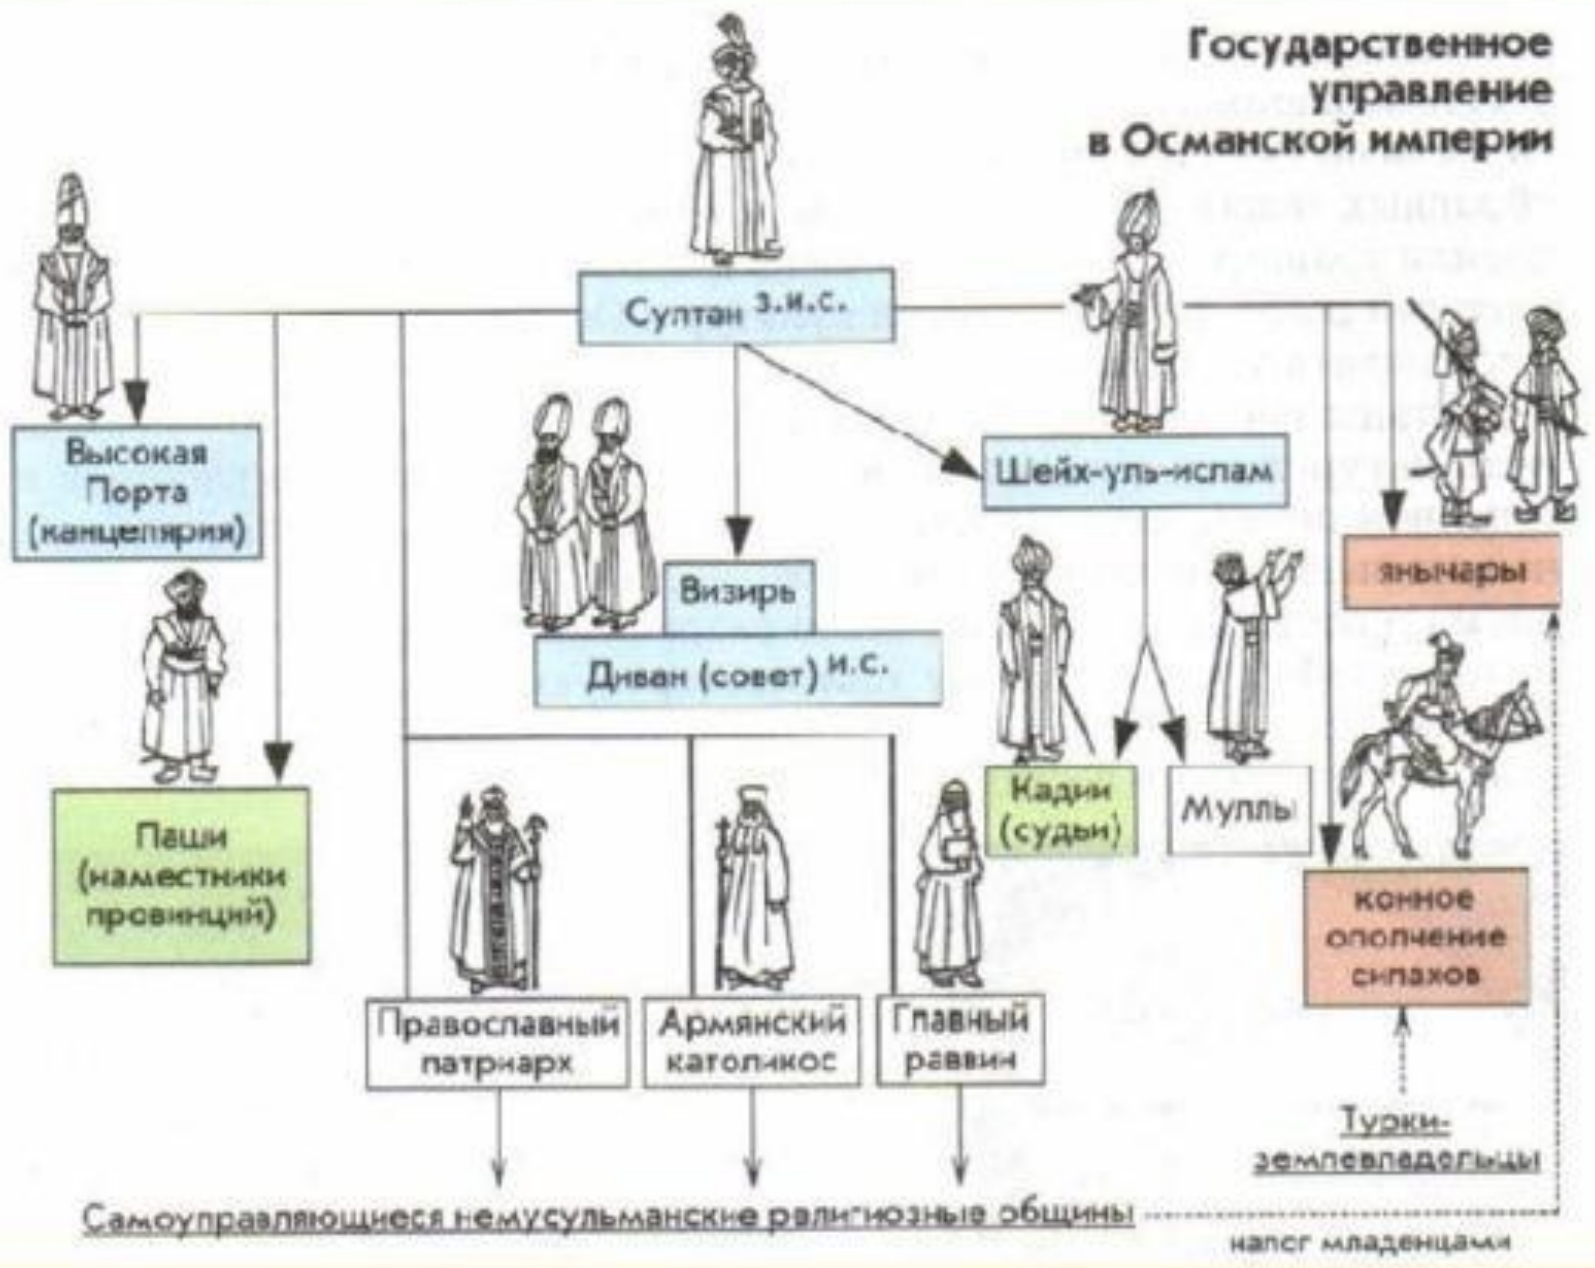 Государственное
управление
в Османской империи
Султан з.и.с.
Высокая
Порта
(канцелярия)
Шейх-уль-ислам
Визирь
Диван (совет) и.с.
янычары
Паши
(наместники
провинций)
Кадии
(судьи)
Муллы
конное
ополчение
сипахов
Православный
патриарх
Армянский
католикос
Главный
раввин
Турки-
землевладельцы
Самоуправляющиеся немусульманские религиозные общины
налог младенцами